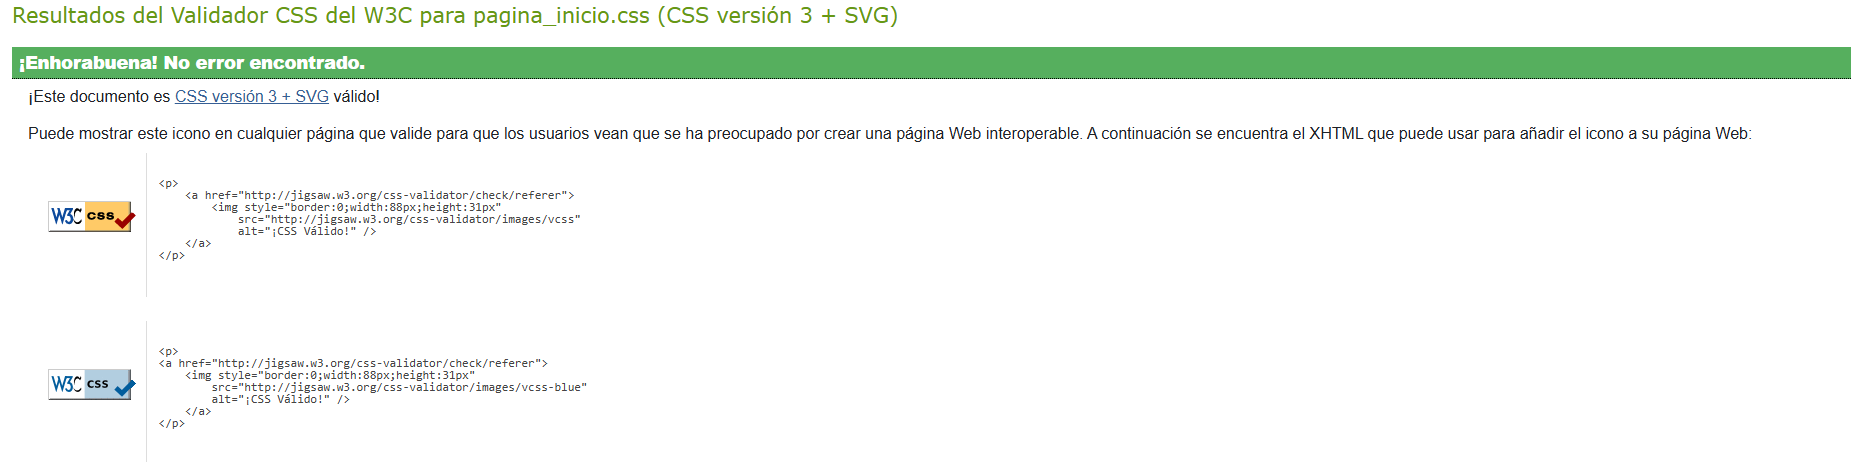 Resultados del Validador CSS del W3C para pagina_inicio.css (CSS versión 3 + SVG)
¡Enhorabuena! No error encontrado.
¡Este documento es CSS versión 3 + SVG válido!
Puede mostrar este icono en cualquier página que valide para que los usuarios vean que se ha preocupado por crear una página Web interoperable. A continuación se encuentra el XHTML que puede usar para añadir el icono a su página Web:
W3C css
<p>
    <a href="http://jigsaw.w3.org/css-validator/check/referer">
        <img style="border:0;width:88px;height:31px"
            src="http://jigsaw.w3.org/css-validator/images/vcss"
            alt="¡CSS Válido!" />
    </a>
</p>
W3C css
<p>
<a href="http://jigsaw.w3.org/css-validator/check/referer">
    <img style="border:0;width:88px;height:31px"
        src="http://jigsaw.w3.org/css-validator/images/vcss-blue"
        alt="¡CSS Válido!" />
    </a>
</p>